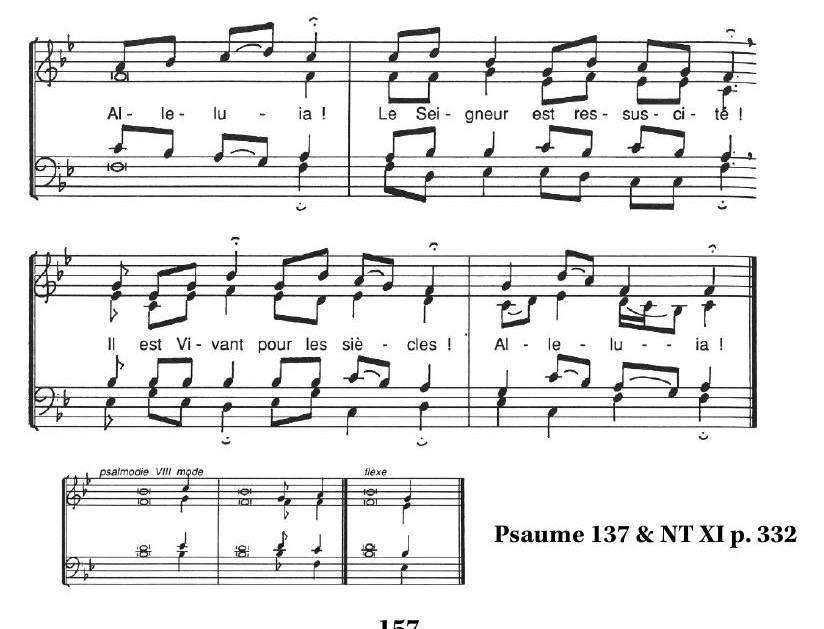 Al- le- lu - ia ! Le Sei - gneur est res - sus - ci - té !
Il est Vi - vant pour les siè - cles ! Al - le - lu - ia !
psalmodie VIII mode flexe
Psaume 137 & NT XI p. 332
157